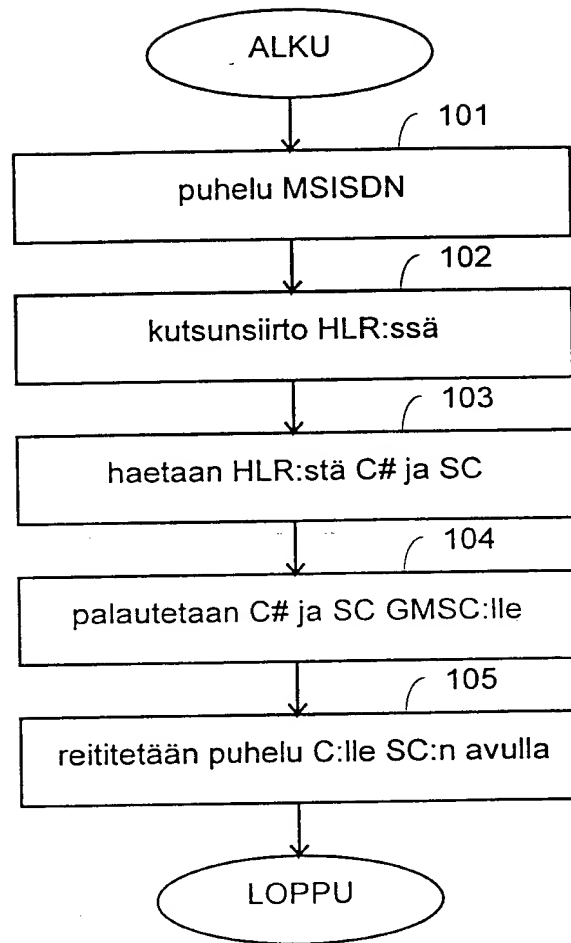 ALKU
101
puhelu MSISDN
102
kutsunsiirto HLR:ssä
103
haetaan HLR:stä C# ja SC
104
palautetaan C# ja SC GMSC:lle
105
reititetään puhelu C:lle SC:n avulla
LOPPU